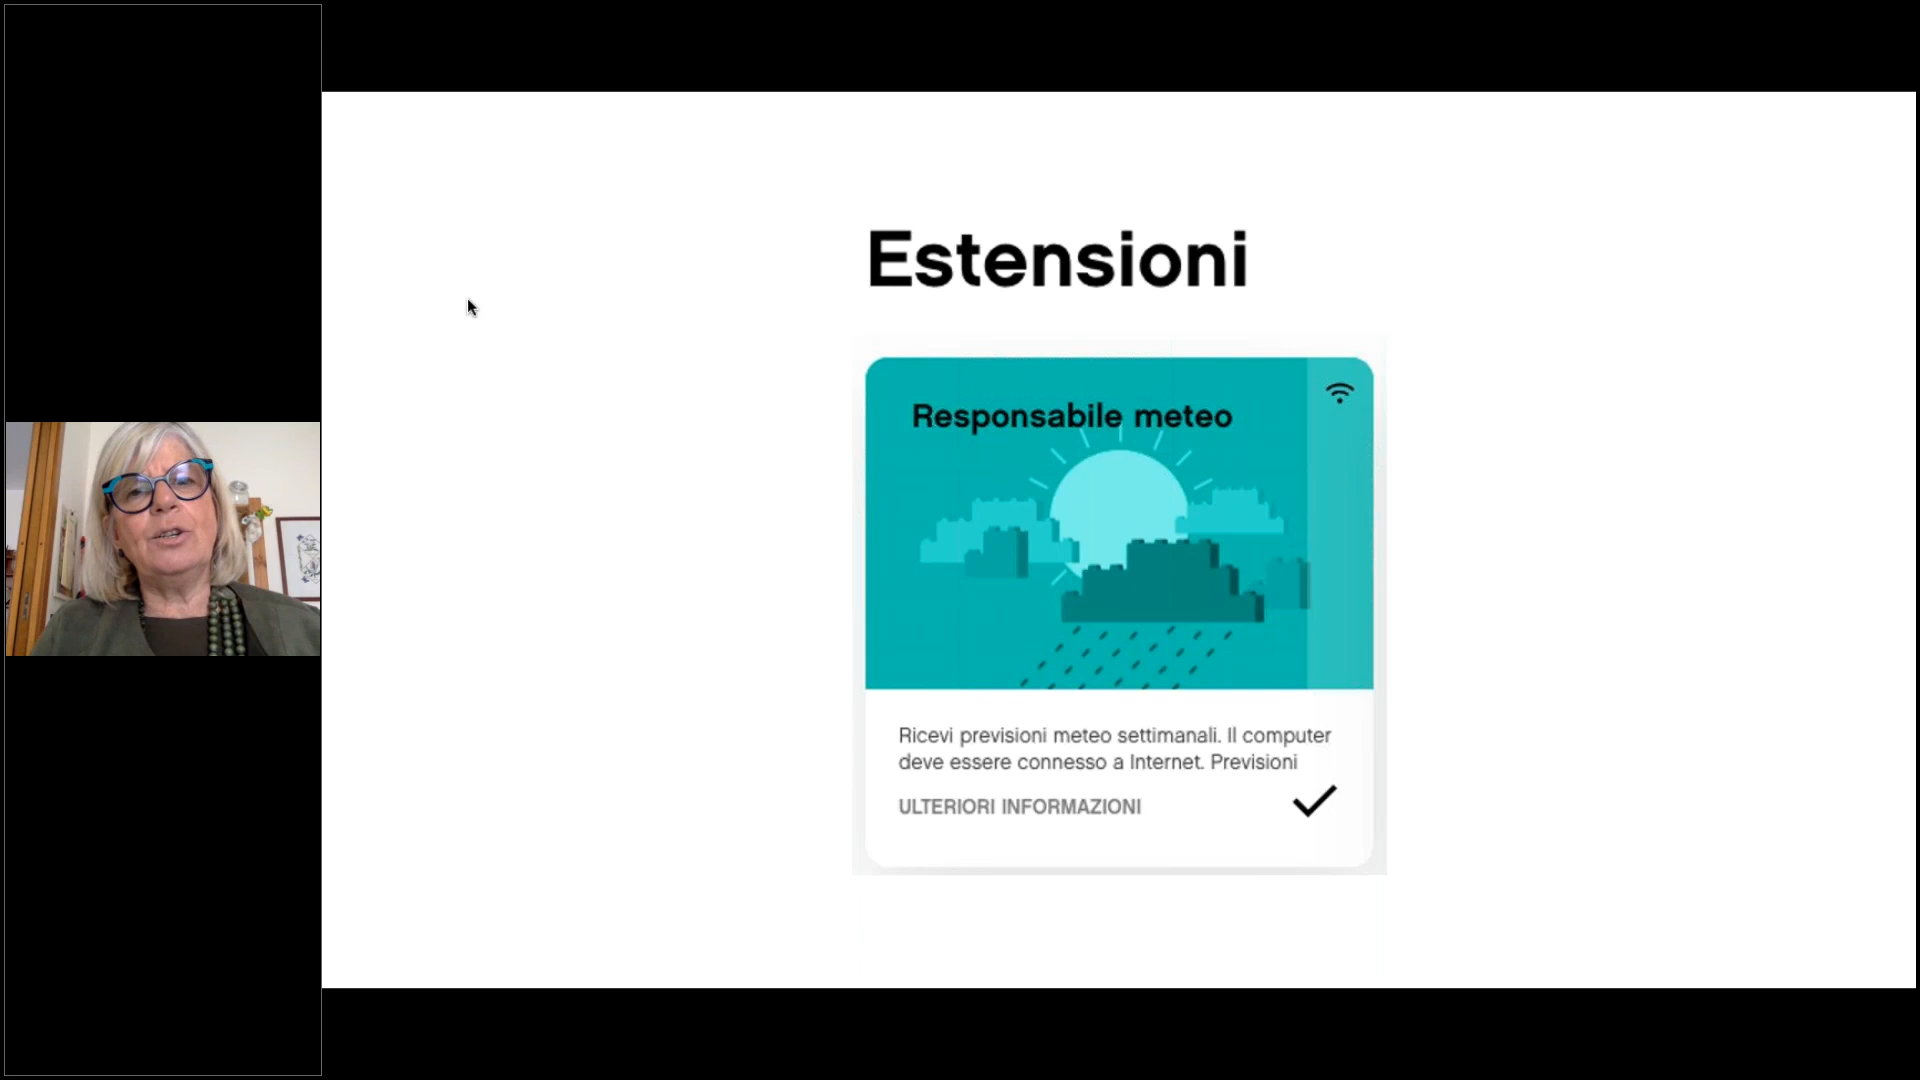 Estensioni
Responsabile meteo
Ricevi previsioni meteo settimanali. Il computer
deve essere connesso a Internet. Previsioni
ULTERIORI INFORMAZIONI